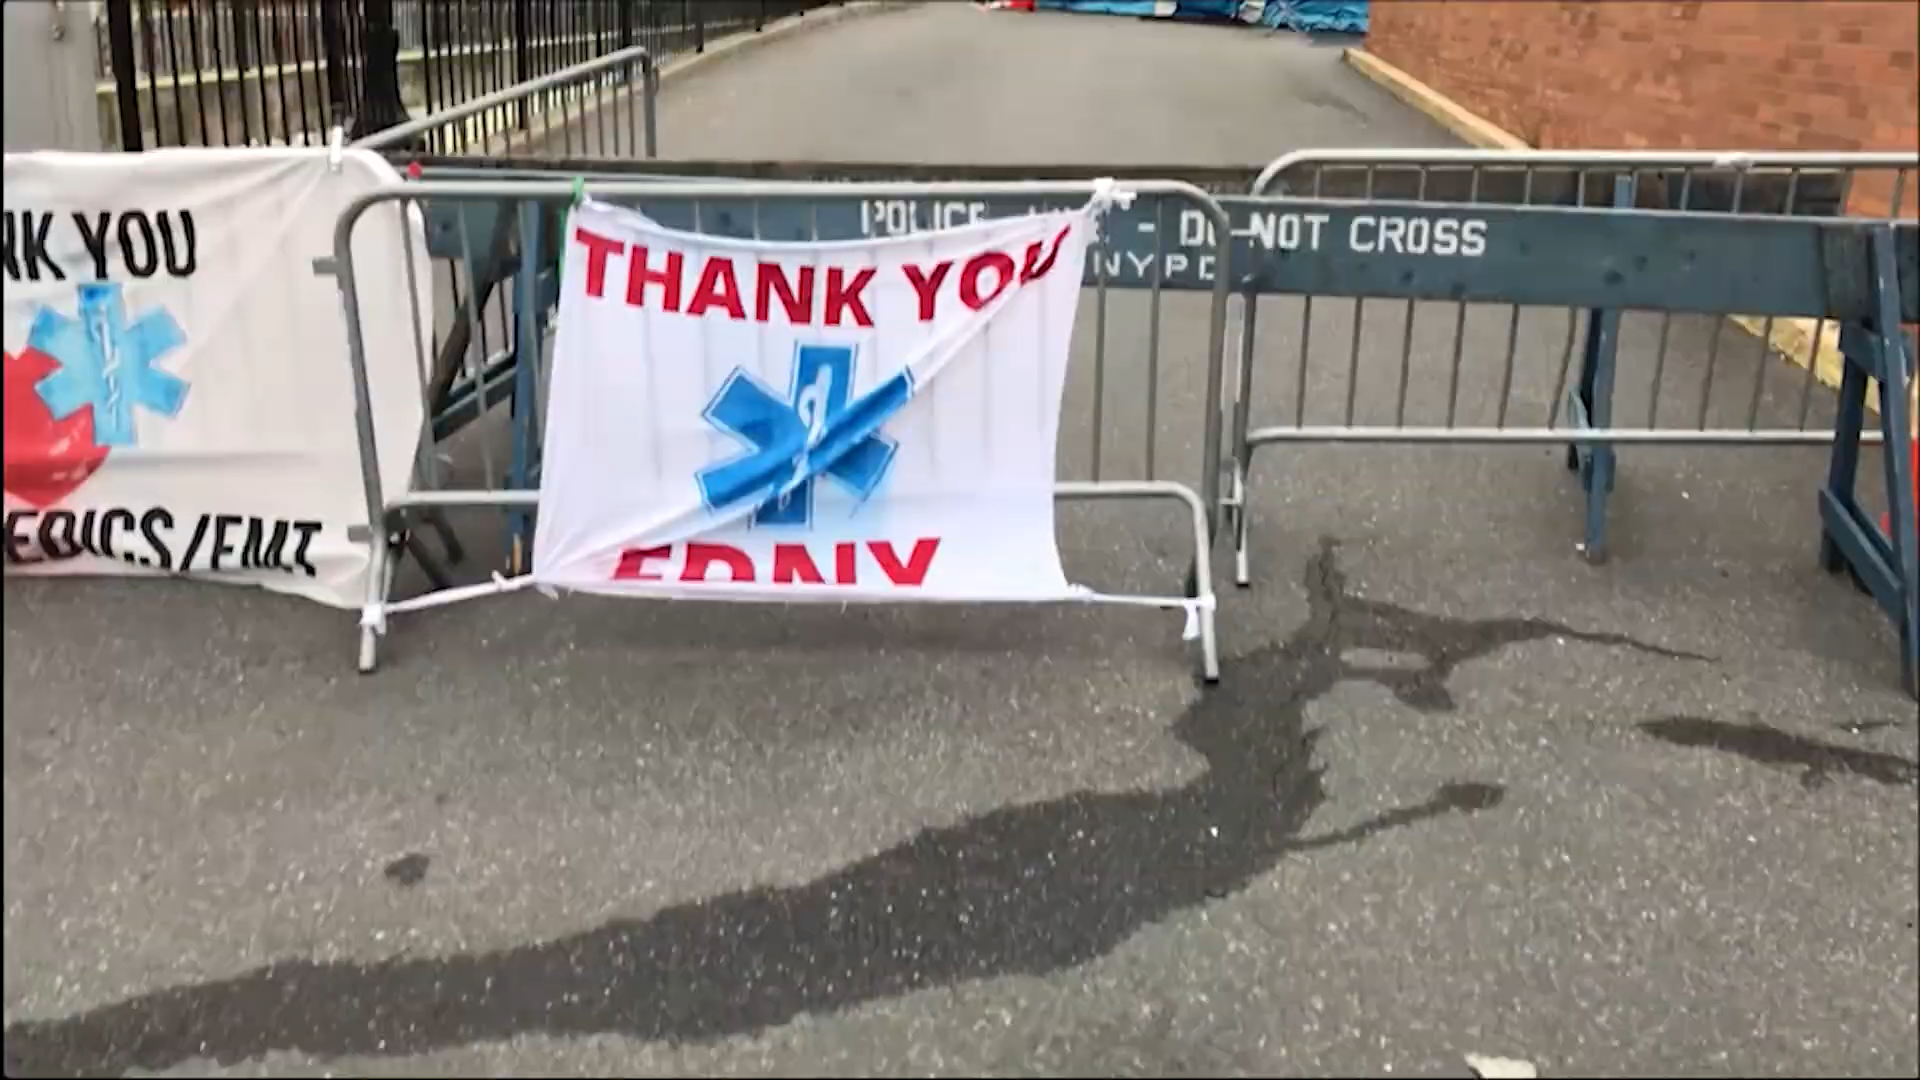 NK YOU
EDICS/EMT
THANK YOU
FDNY
POLICE - DO NOT CROSS
NYPD